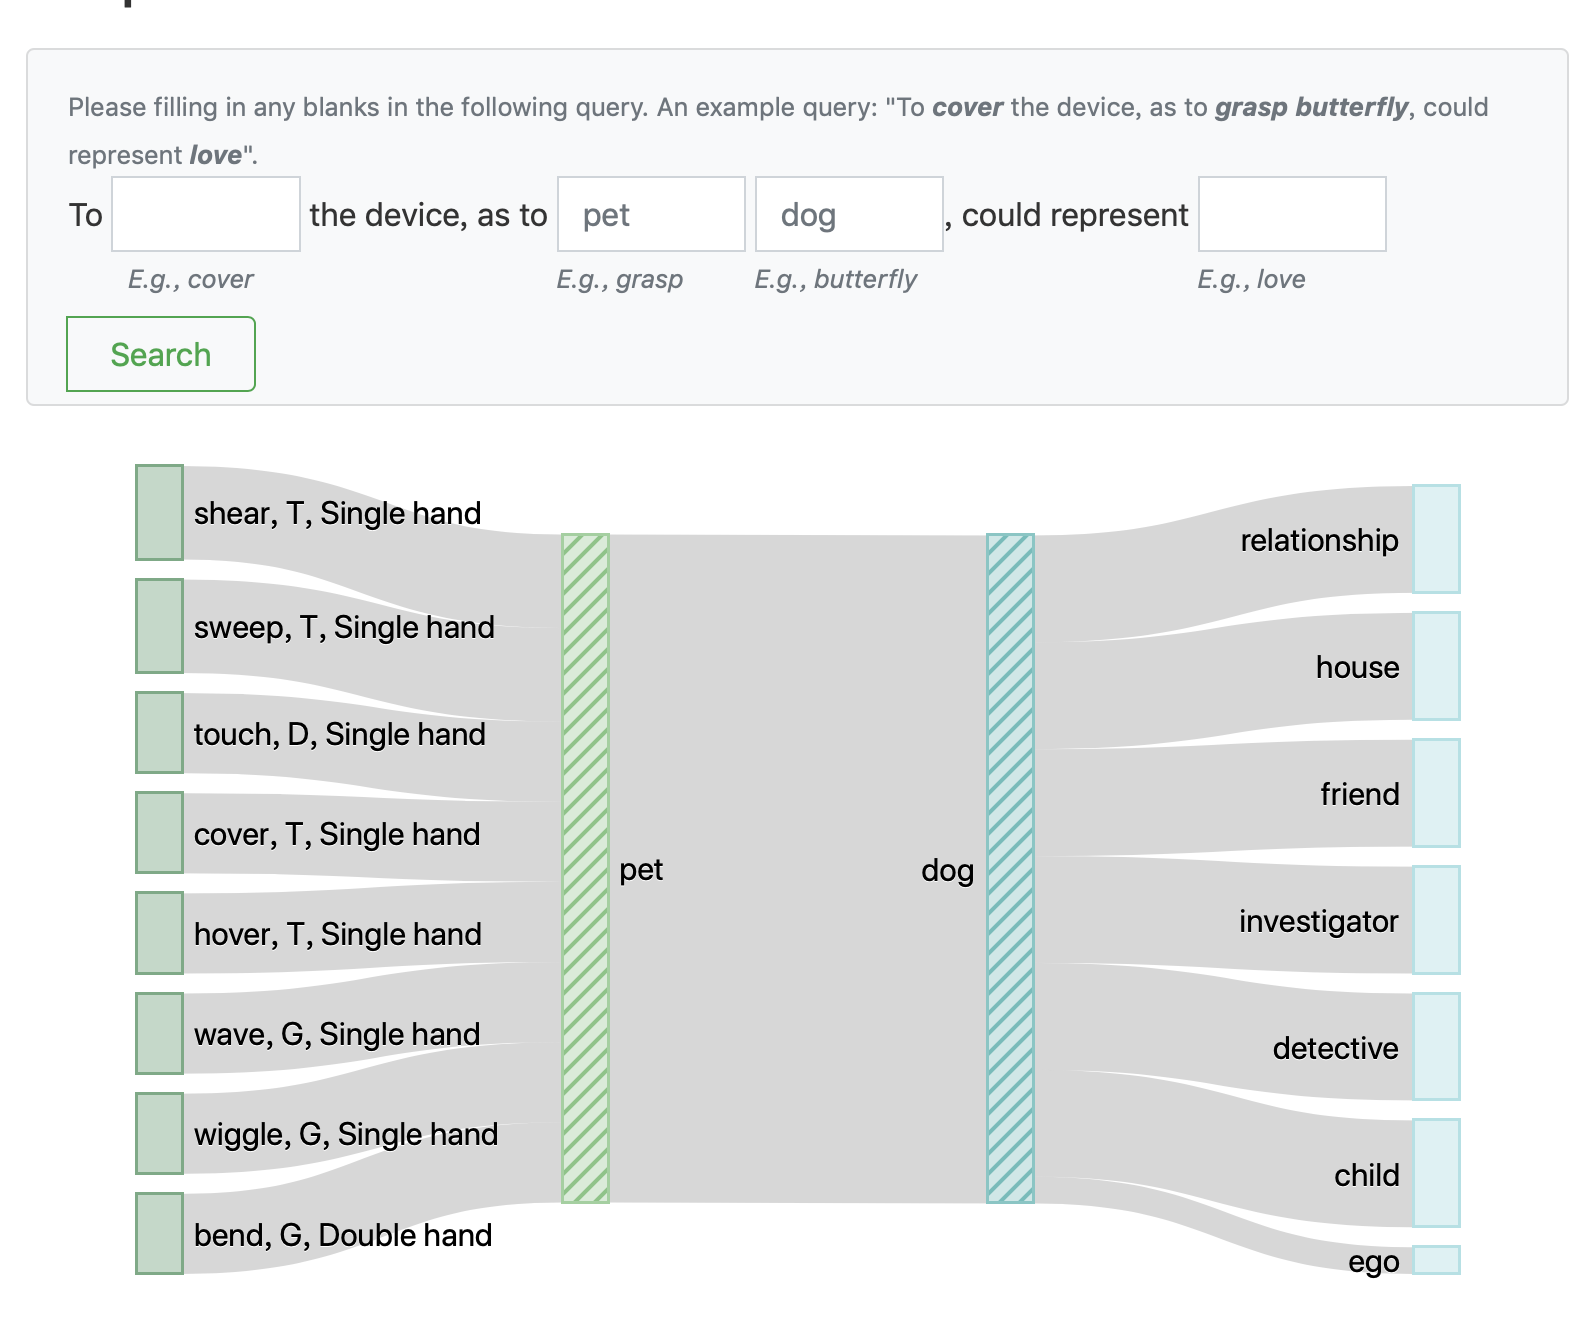 Please filling in any blanks in the following query. An example query: "To cover the device, as to grasp butterfly, could
represent love".
To the device, as to pet dog , could represent
E.g., cover E.g., grasp E.g., butterfly E.g., love
Search
shear, T, Single hand
sweep, T, Single hand
touch, D, Single hand
cover, T, Single hand
hover, T, Single hand
wave, G, Single hand
wiggle, G, Single hand
bend, G, Double hand
pet
dog
relationship
house
friend
investigator
detective
child
ego